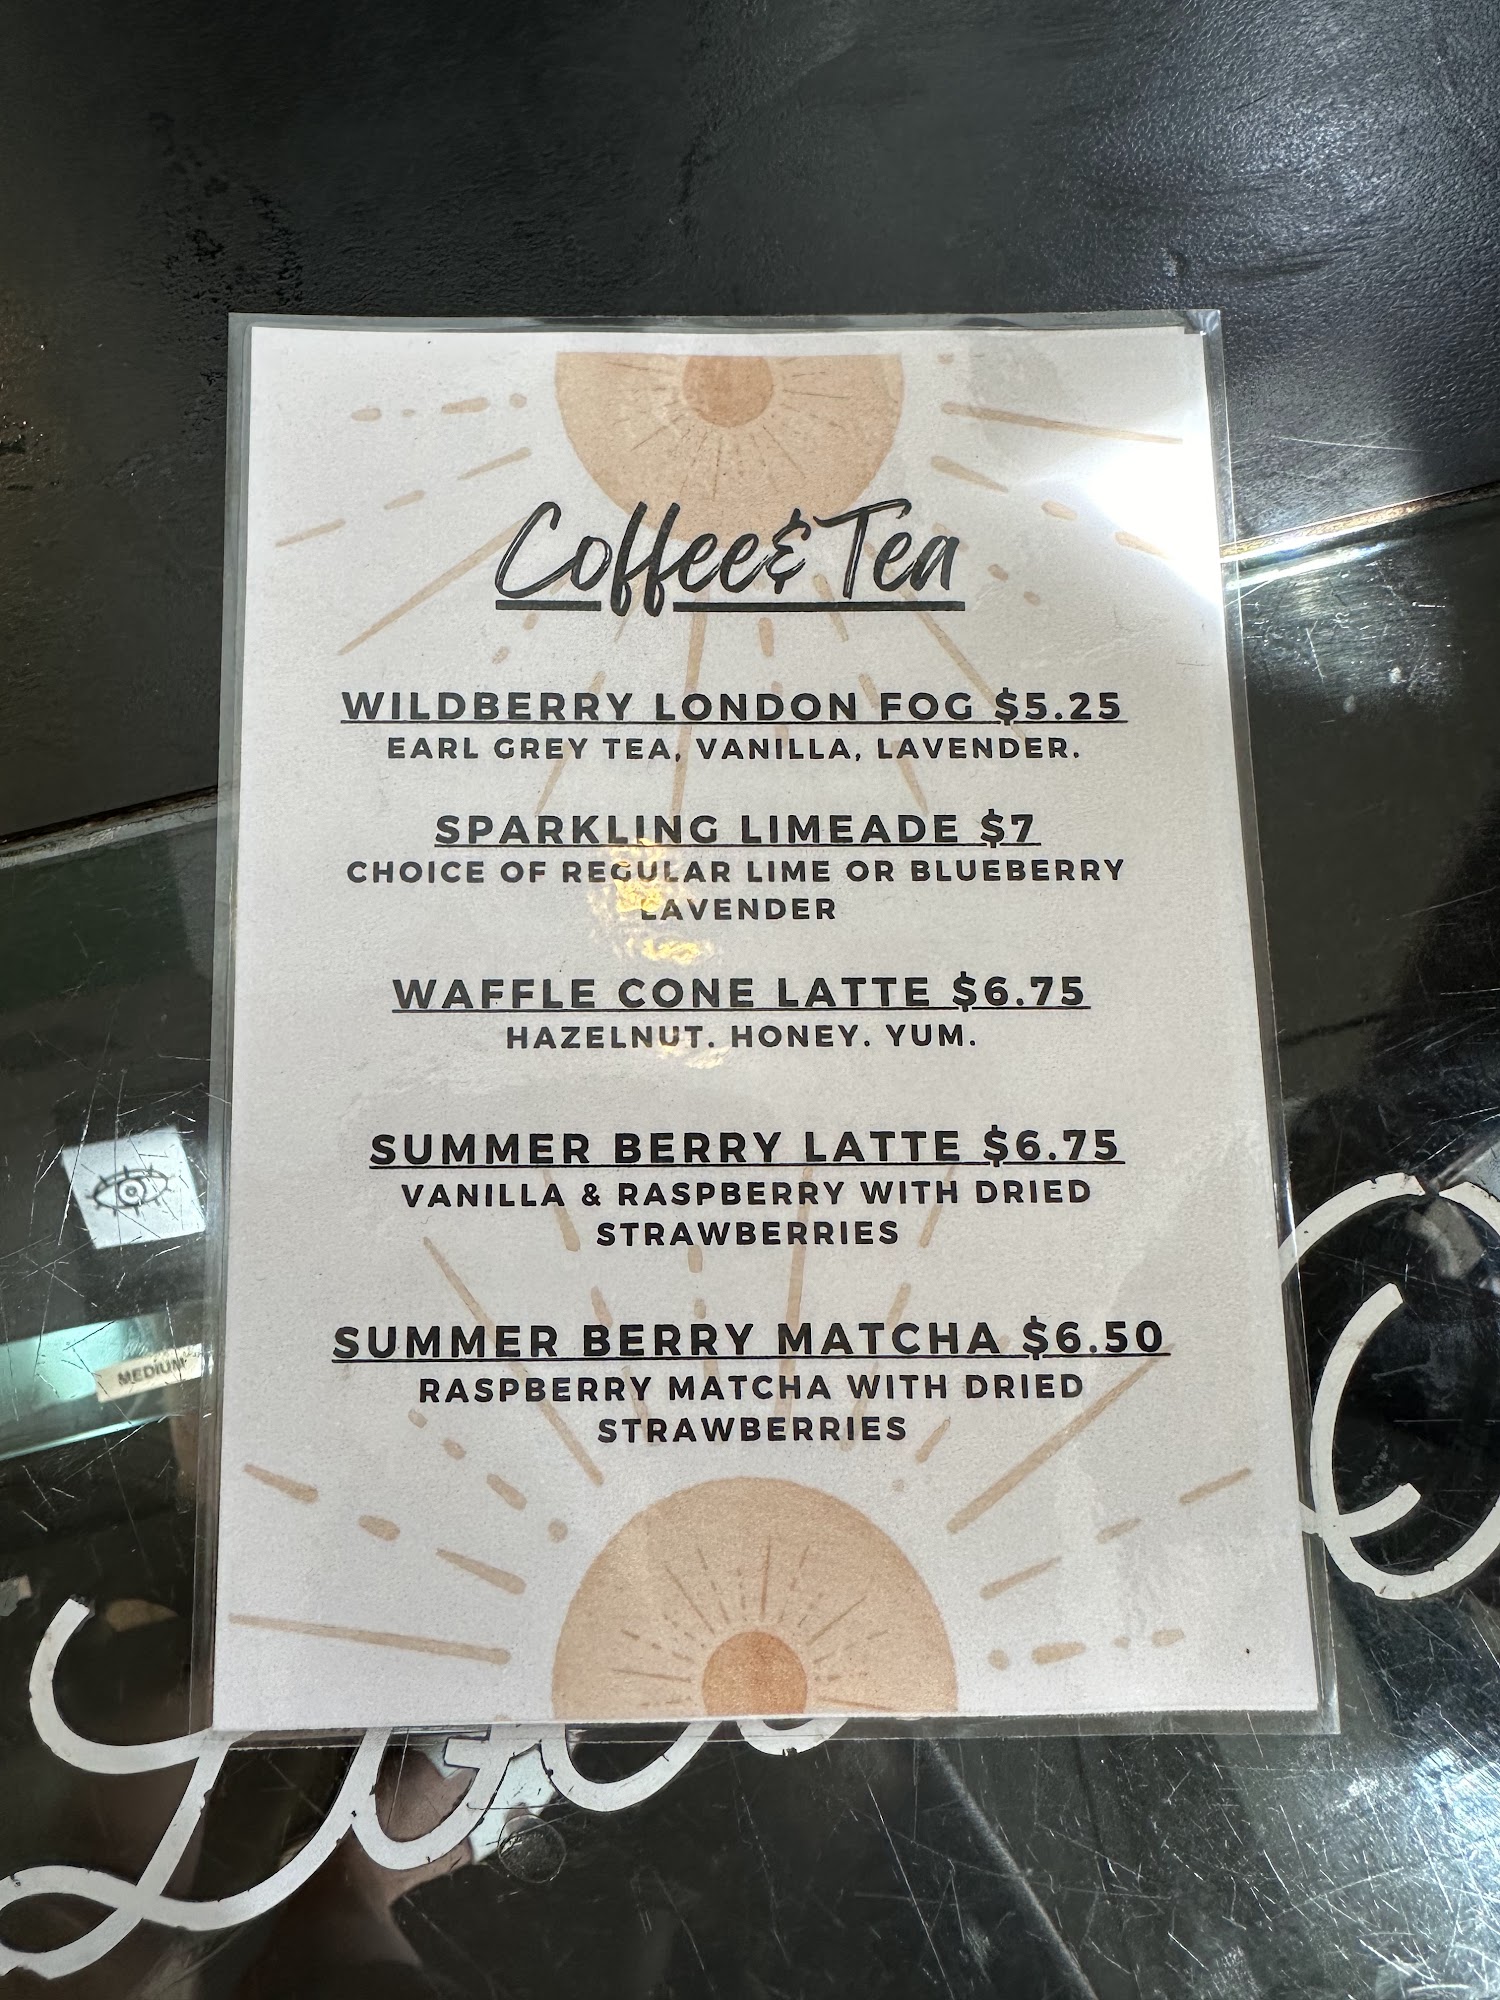 Coffee & Tea
WILDBERRY LONDON FOG $5.25
EARL GREY TEA, VANILLA, LAVENDER.
SPARKLING LIMEADE $7
CHOICE OF REGULAR LIME OR BLUEBERRY
LAVENDER
WAFFLE CONE LATTE $6.75
HAZELNUT. HONEY. YUM.
SUMMER BERRY LATTE $6.75
VANILLA & RASPBERRY WITH DRIED
STRAWBERRIES
MEDIUM
SUMMER BERRY MATCHA $6.50
RASPBERRY MATCHA WITH DRIED
STRAWBERRIES